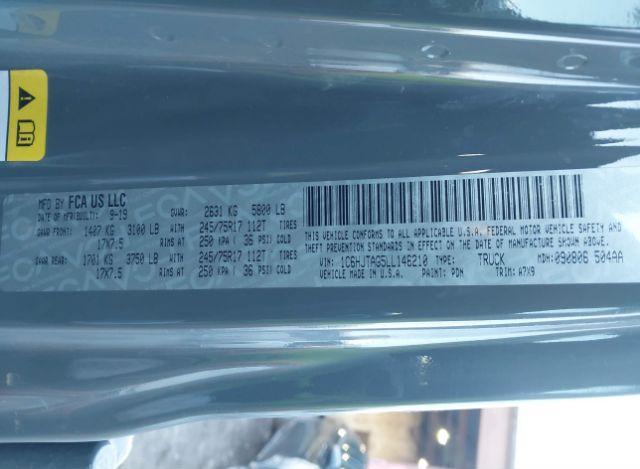 MFD BY FCA US LLC
DATE OF MFR(BUILT): 9-19 GVWR: 2631 KG 5800 LB
GAWR FRONT: 1407 KG 3100 LB WITH 245/75R17 112T TIRES
17X7.5 RIMS AT 250 KPA ( 36 PSI) COLD
GAWR REAR: 1701 KG 3750 LB WITH 245/75R17 112T TIRES
17X7.5 RIMS AT 250 KPA ( 36 PSI) COLD
THIS VEHICLE CONFORMS TO ALL APPLICABLE U.S.A. FEDERAL MOTOR VEHICLE SAFETY AND
THEFT PREVENTION STANDARDS IN EFFECT ON THE DATE OF MANUFACTURE SHOWN ABOVE.
VIN: 1C6HJTAG5LL146210 TYPE: TRUCK MDH: 090806 504AA
VEHICLE MADE IN U.S.A. PAINT: PDN TRIM: A7X9